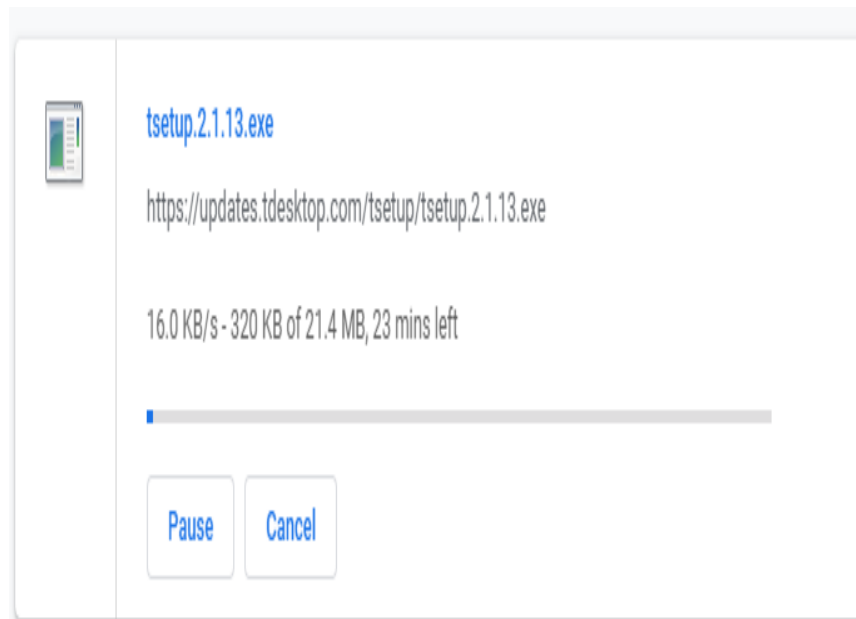 tsetup.2.1.13.exe
https://updates.tdesktop.com/tsetup/tsetup.2.1.13.exe
16.0 KB/s - 320 KB of 21.4 MB, 23 mins left
Pause Cancel